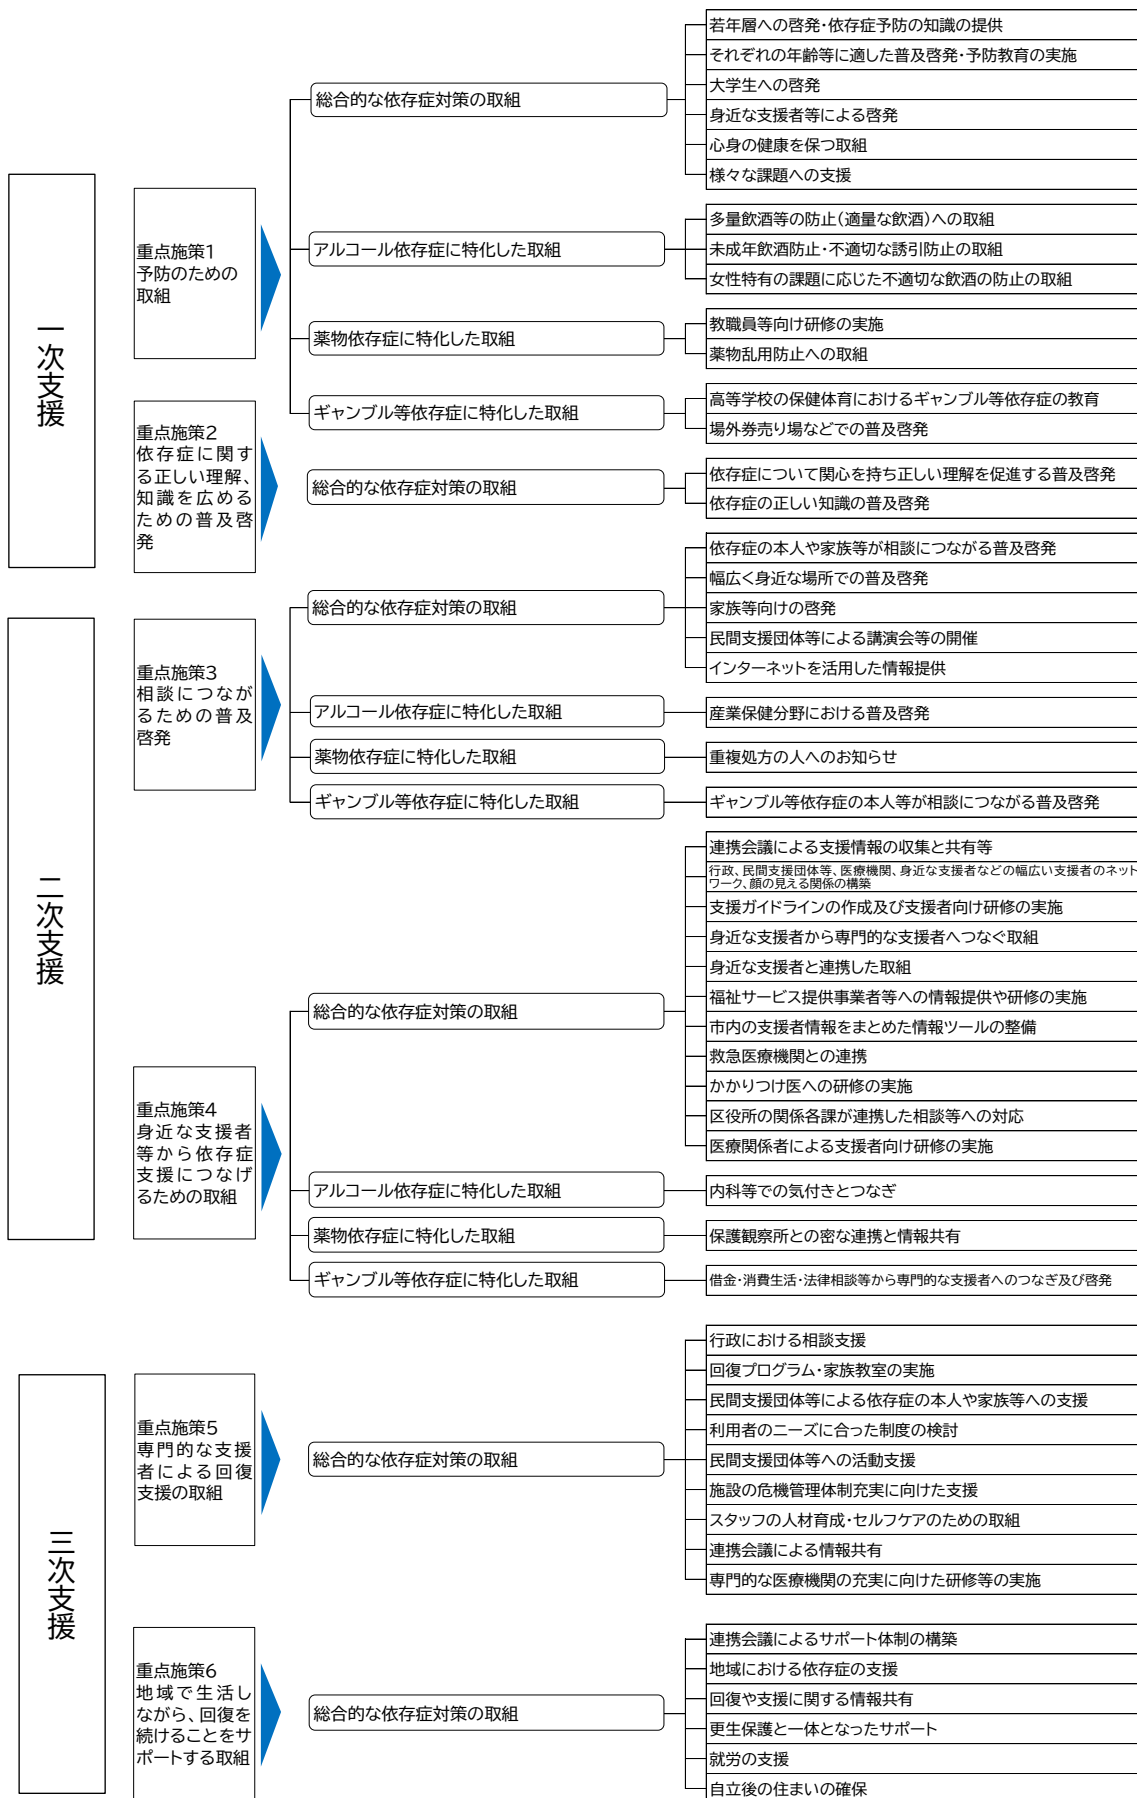 一次支援
重点施策1
予防のための
取組
総合的な依存症対策の取組
若年層への啓発・依存症予防の知識の提供
それぞれの年齢等に適した普及啓発・予防教育の実施
大学生への啓発
身近な支援者等による啓発
心身の健康を保つ取組
様々な課題への支援
アルコール依存症に特化した取組
多量飲酒等の防止（適量な飲酒）への取組
未成年飲酒防止・不適切な誘引防止の取組
女性特有の課題に応じた不適切な飲酒の防止の取組
薬物依存症に特化した取組
教職員等向け研修の実施
薬物乱用防止への取組
ギャンブル等依存症に特化した取組
高等学校の保健体育におけるギャンブル等依存症の教育
場外券売り場などでの普及啓発
重点施策2
依存症に関す
る正しい理解、
知識を広める
ための普及啓
発
総合的な依存症対策の取組
依存症について関心を持ち正しい理解を促進する普及啓発
依存症の正しい知識の普及啓発
二次支援
重点施策3
相談につなが
るための普及
啓発
総合的な依存症対策の取組
依存症の本人や家族等が相談につながる普及啓発
幅広く身近な場所での普及啓発
家族等向けの啓発
民間支援団体等による講演会等の開催
インターネットを活用した情報提供
アルコール依存症に特化した取組
産業保健分野における普及啓発
薬物依存症に特化した取組
重複処方の人へのお知らせ
ギャンブル等依存症に特化した取組
ギャンブル等依存症の本人等が相談につながる普及啓発
重点施策4
身近な支援者
等から依存症
支援につなげ
るための取組
総合的な依存症対策の取組
連携会議による支援情報の収集と共有等
行政、民間支援団体等、医療機関、身近な支援者などの幅広い支援者のネット
ワーク、顔の見える関係の構築
支援ガイドラインの作成及び支援者向け研修の実施
身近な支援者から専門的な支援者へつなぐ取組
身近な支援者と連携した取組
福祉サービス提供事業者等への情報提供や研修の実施
市内の支援者情報をまとめた情報ツールの整備
救急医療機関との連携
かかりつけ医への研修の実施
区役所の関係各課が連携した相談等への対応
医療関係者による支援者向け研修の実施
アルコール依存症に特化した取組
内科等での気付きとつなぎ
薬物依存症に特化した取組
保護観察所との密な連携と情報共有
ギャンブル等依存症に特化した取組
借金・消費生活・法律相談等から専門的な支援者へのつなぎ及び啓発
三次支援
重点施策5
専門的な支援
者による回復
支援の取組
総合的な依存症対策の取組
行政における相談支援
回復プログラム・家族教室の実施
民間支援団体等による依存症の本人や家族等への支援
利用者のニーズに合った制度の検討
民間支援団体等への活動支援
施設の危機管理体制充実に向けた支援
スタッフの人材育成・セルフケアのための取組
連携会議による情報共有
専門的な医療機関の充実に向けた研修等の実施
重点施策6
地域で生活し
ながら、回復を
続けることをサ
ポートする取組
総合的な依存症対策の取組
連携会議によるサポート体制の構築
地域における依存症の支援
回復や支援に関する情報共有
更生保護と一体となったサポート
就労の支援
自立後の住まいの確保